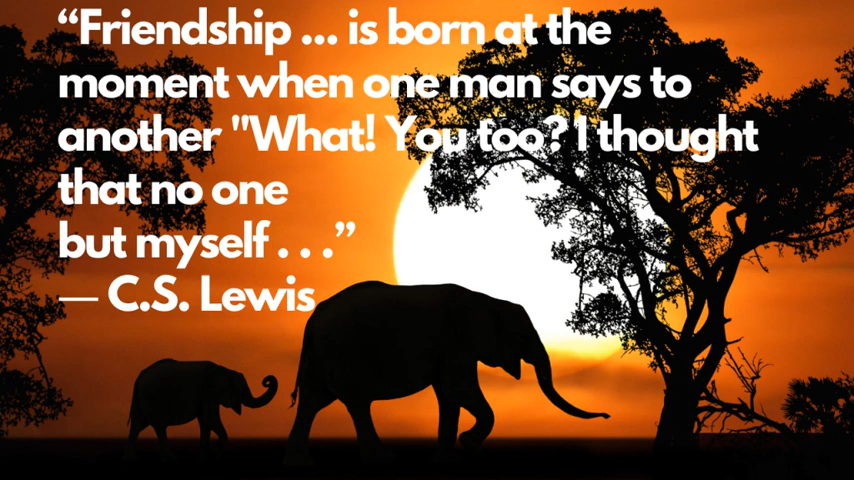 “Friendship ... is born at the
moment when one man says to
another "What! You too? I thought
that no one
but myself . . .”
— C.S. Lewis